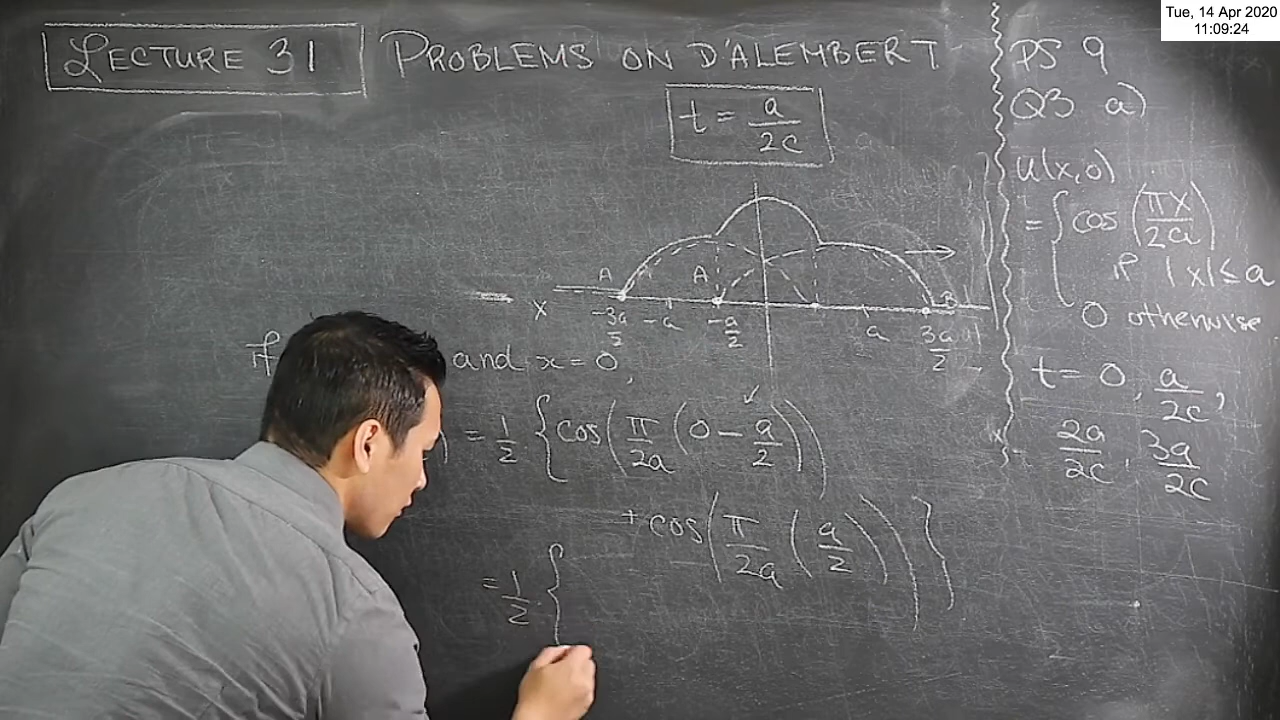 Tue, 14 Apr 2020
11:09:24
LECTURE 31
PROBLEMS ON D'ALEMBERT
t = a/2c
A A B
x -3a/2 -a -a/2 a 3a/2
If and x = 0,
) = 1/2 { cos( π/2a (0 - a/2) )
+ cos( π/2a ( a/2 ) ) }
= 1/2 . {
PS 9
Q3 a)
u(x,0)
= { cos (πx/2a)
if |x| ≤ a
0 otherwise
t = 0, a/2c,
2a/2c, 3a/2c